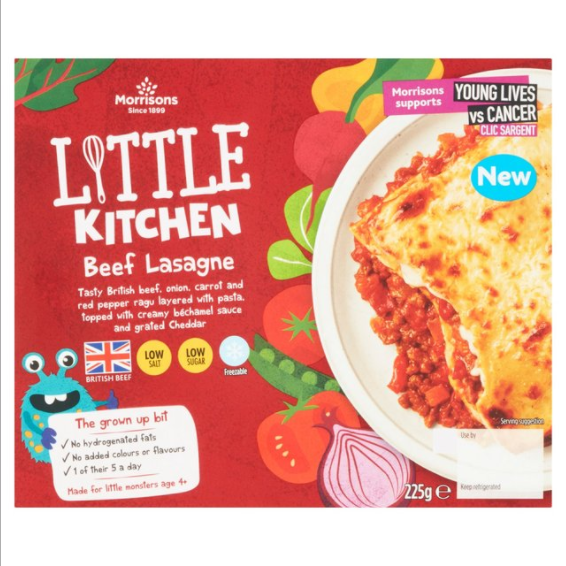 Morrisons
Since 1899
LITTLE
KITCHEN
Beef Lasagne
Tasty British beef, onion, carrot and
red pepper ragu layered with pasta,
topped with creamy béchamel sauce
and grated Cheddar
BRITISH BEEF
LOW
SALT
LOW
SUGAR
Freezable
The grown up bit
✓ No hydrogenated fats
✓ No added colours or flavours
✓ 1 of their 5 a day
Made for little monsters age 4+
Morrisons
supports
YOUNG LIVES
vs CANCER
CLIC SARGENT
New
Serving suggestion
Use by
Keep refrigerated
225g ℮